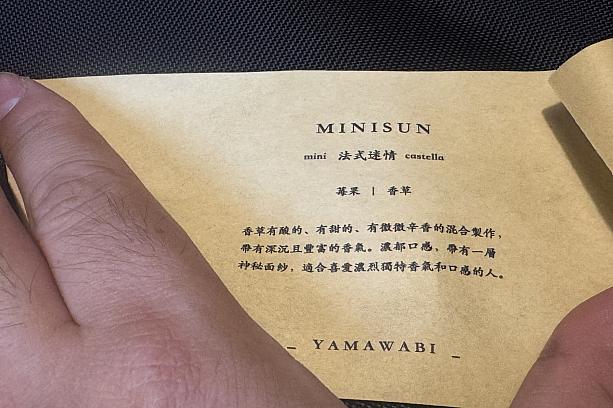 MINISUN
mini 法式迷情 castella
莓果 | 香草
香草有酸的、有甜的、有微微辛香的混合製作,
帶有深沉且豐富的香氣。濃郁口感,帶有一層
神秘面紗,適合喜愛濃烈獨特香氣和口感的人。
_ YAMAWABI _